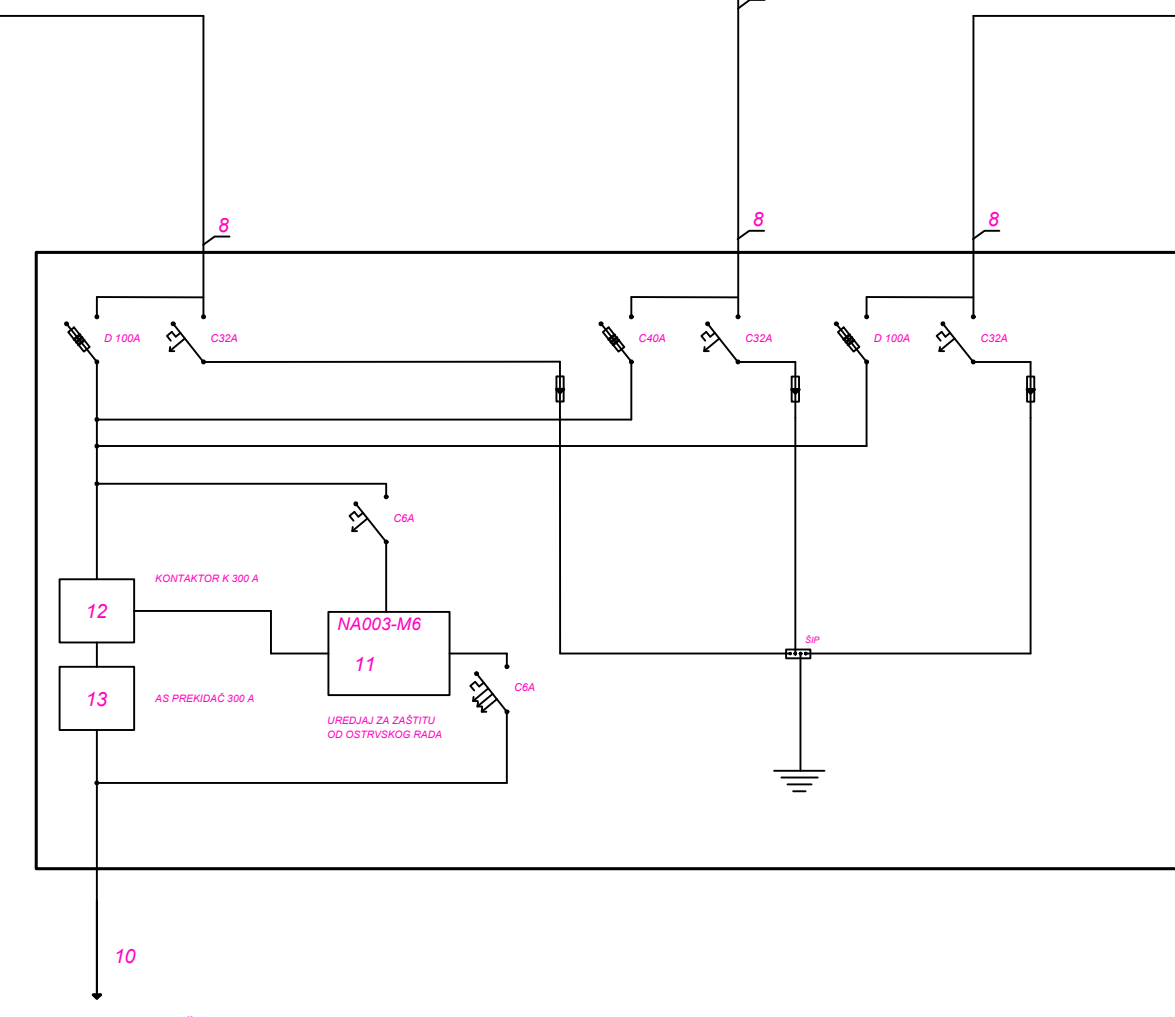 8
8
8
D 100A
C32A
C40A
C32A
D 100A
C32A
C6A
KONTAKTOR K 300 A
12
NA003-M6
11
ŠIP
13
AS PREKIDAČ 300 A
C6A
UREDJAJ ZA ZAŠTITU
OD OSTRVSKOG RADA
10